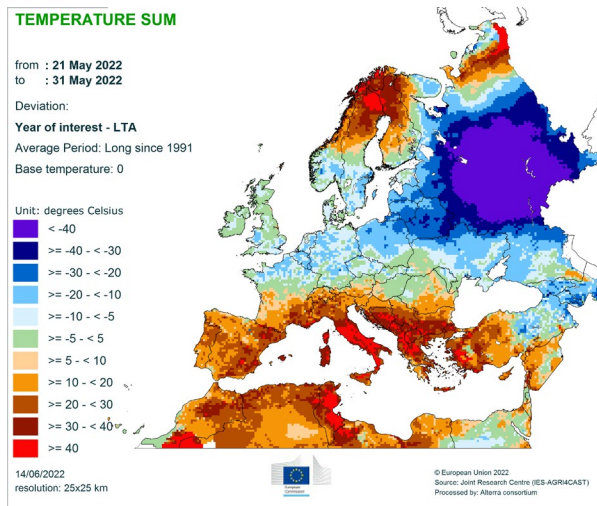 TEMPERATURE SUM
from : 21 May 2022
to : 31 May 2022
Deviation:
Year of interest - LTA
Average Period: Long since 1991
Base temperature: 0
Unit: degrees Celsius
< -40
>= -40 - < -30
>= -30 - < -20
>= -20 - < -10
>= -10 - < -5
>= -5 - < 5
>= 5 - < 10
>= 10 - < 20
>= 20 - < 30
>= 30 - < 40
>= 40
14/06/2022
resolution: 25x25 km
European
Commission
© European Union 2022
Source: Joint Research Centre (IES-AGRI4CAST)
Processed by: Alterra consortium